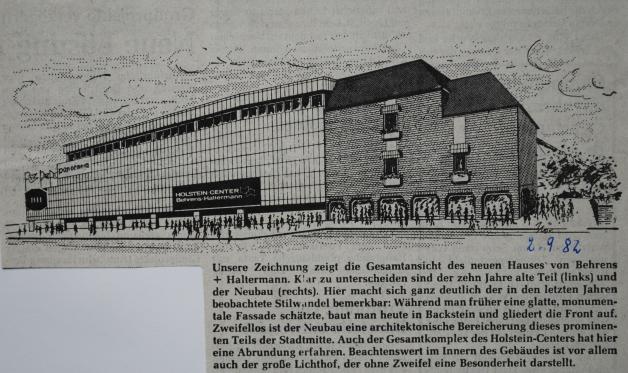 panorama
HOLSTEIN CENTER
Behrens-Haltermann
2.9.82
Unsere Zeichnung zeigt die Gesamtansicht des neuen Hauses von Behrens
+ Haltermann. Klar zu unterscheiden sind der zehn Jahre alte Teil (links) und
der Neubau (rechts). Hier macht sich ganz deutlich der in den letzten Jahren
beobachtete Stilwandel bemerkbar: Während man früher eine glatte, monumen-
tale Fassade schätzte, baut man heute in Backstein und gliedert die Front auf.
Zweifellos ist der Neubau eine architektonische Bereicherung dieses prominen-
ten Teils der Stadtmitte. Auch der Gesamtkomplex des Holstein-Centers hat hier
eine Abrundung erfahren. Beachtenswert im Innern des Gebäudes ist vor allem
auch der große Lichthof, der ohne Zweifel eine Besonderheit darstellt.